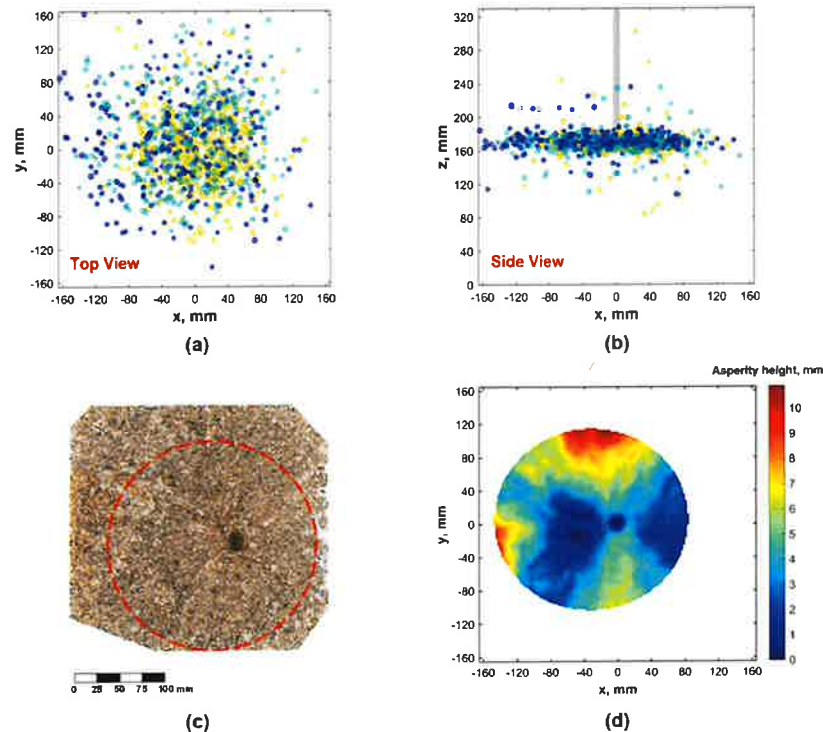 160
120
80
40
0
-40
-80
-120
-160
y, mm
-160 -120 -80 -40 0 40 80 120 160
x, mm
Top View
(a)
320
280
240
200
160
120
80
40
0
z, mm
-160 -120 -80 -40 0 40 80 120 160
x, mm
Side View
(b)
0 25 50 75 100 mm
(c)
Asperity height, mm
160
120
80
40
0
-40
-80
-120
-160
y, mm
-160 -120 -80 -40 0 40 80 120 160
x, mm
10
9
8
7
6
5
4
3
2
1
0
(d)